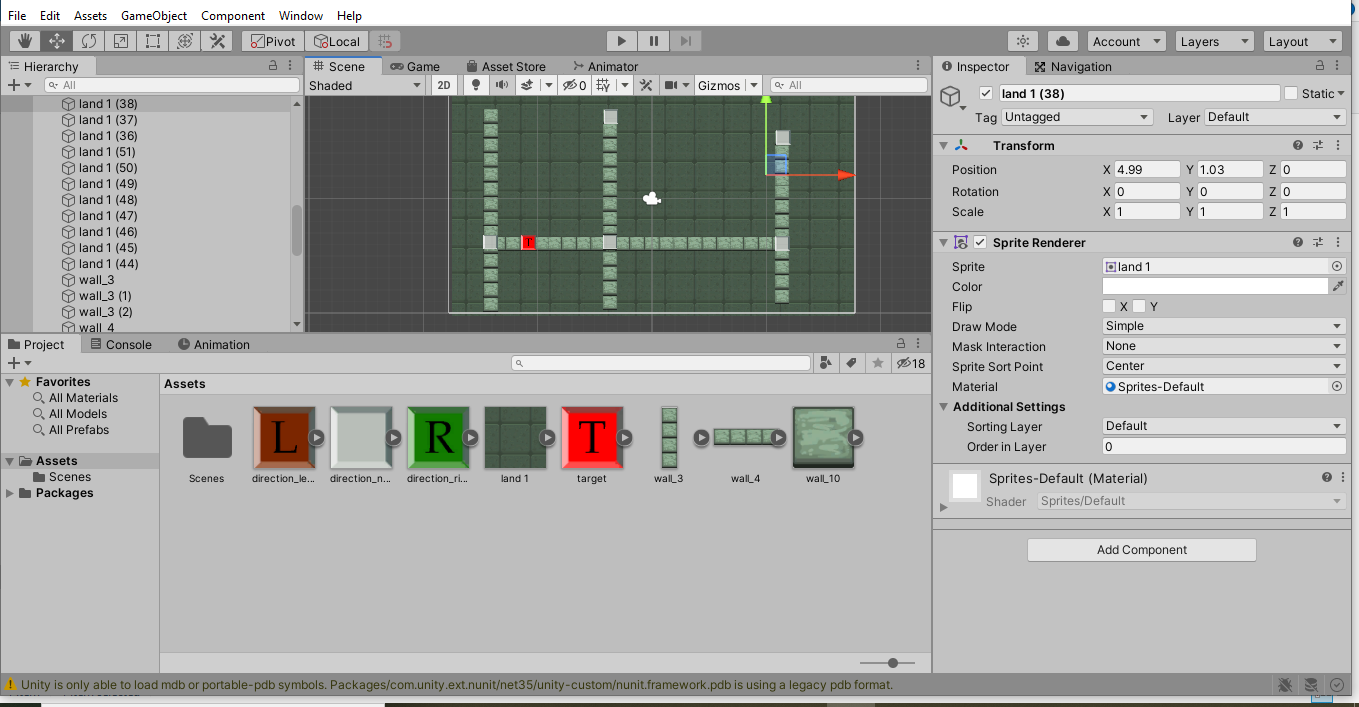 File Edit Assets GameObject Component Window Help
Pivot Local Account Layers Layout
Hierarchy
All
land 1 (38)
land 1 (37)
land 1 (36)
land 1 (51)
land 1 (50)
land 1 (49)
land 1 (48)
land 1 (47)
land 1 (46)
land 1 (45)
land 1 (44)
wall_3
wall_3 (1)
wall_3 (2)
wall_4
Scene Game Asset Store Animator
Shaded 2D 0 Gizmos All
T
Inspector Navigation
land 1 (38) Static
Tag Untagged Layer Default
Transform
Position X 4.99 Y 1.03 Z 0
Rotation X 0 Y 0 Z 0
Scale X 1 Y 1 Z 1
Sprite Renderer
Sprite land 1
Color
Flip X Y
Draw Mode Simple
Mask Interaction None
Sprite Sort Point Center
Material Sprites-Default
Additional Settings
Sorting Layer Default
Order in Layer 0
Sprites-Default (Material)
Shader Sprites/Default
Add Component
Project Console Animation
18
Favorites
All Materials
All Models
All Prefabs
Assets
Scenes
Packages
Assets
L R T
Scenes direction_le... direction_n... direction_ri... land 1 target wall_3 wall_4 wall_10
Unity is only able to load mdb or portable-pdb symbols. Packages/com.unity.ext.nunit/net35/unity-custom/nunit.framework.pdb is using a legacy pdb format.